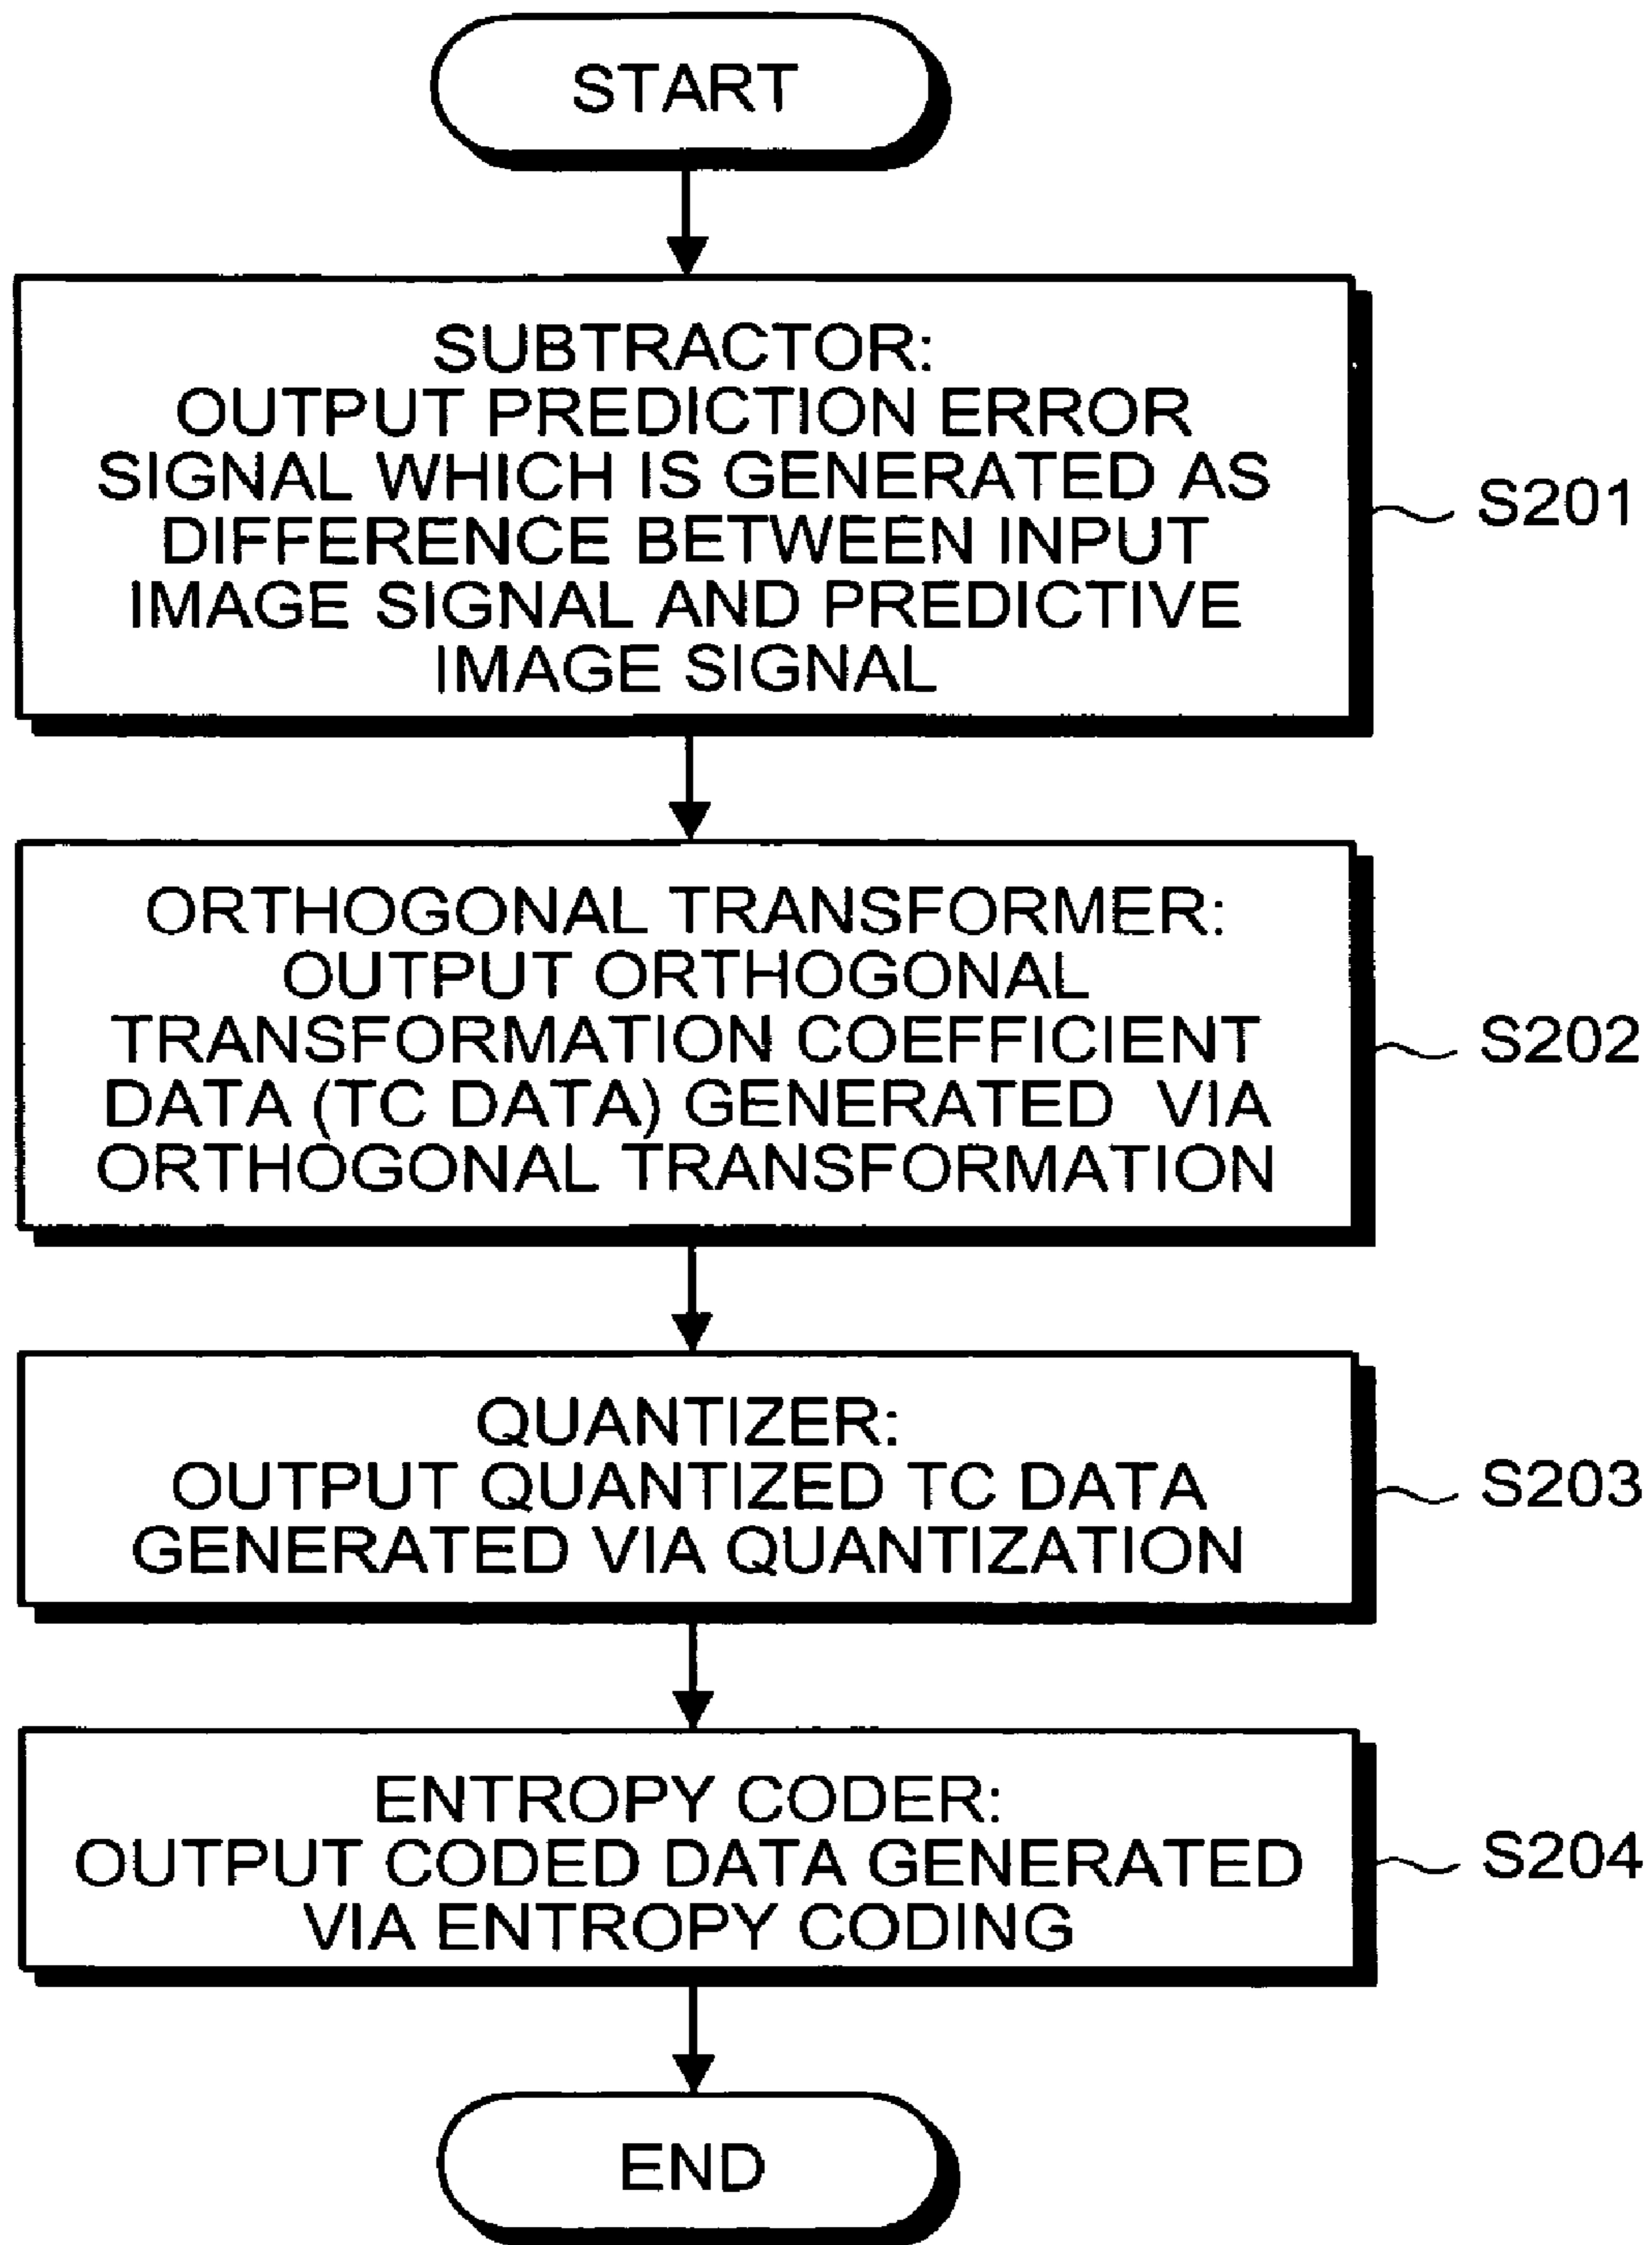 START
SUBTRACTOR:
OUTPUT PREDICTION ERROR
SIGNAL WHICH IS GENERATED AS
DIFFERENCE BETWEEN INPUT
IMAGE SIGNAL AND PREDICTIVE
IMAGE SIGNAL
S201
ORTHOGONAL TRANSFORMER:
OUTPUT ORTHOGONAL
TRANSFORMATION COEFFICIENT
DATA (TC DATA) GENERATED VIA
ORTHOGONAL TRANSFORMATION
S202
QUANTIZER:
OUTPUT QUANTIZED TC DATA
GENERATED VIA QUANTIZATION
S203
ENTROPY CODER:
OUTPUT CODED DATA GENERATED
VIA ENTROPY CODING
S204
END